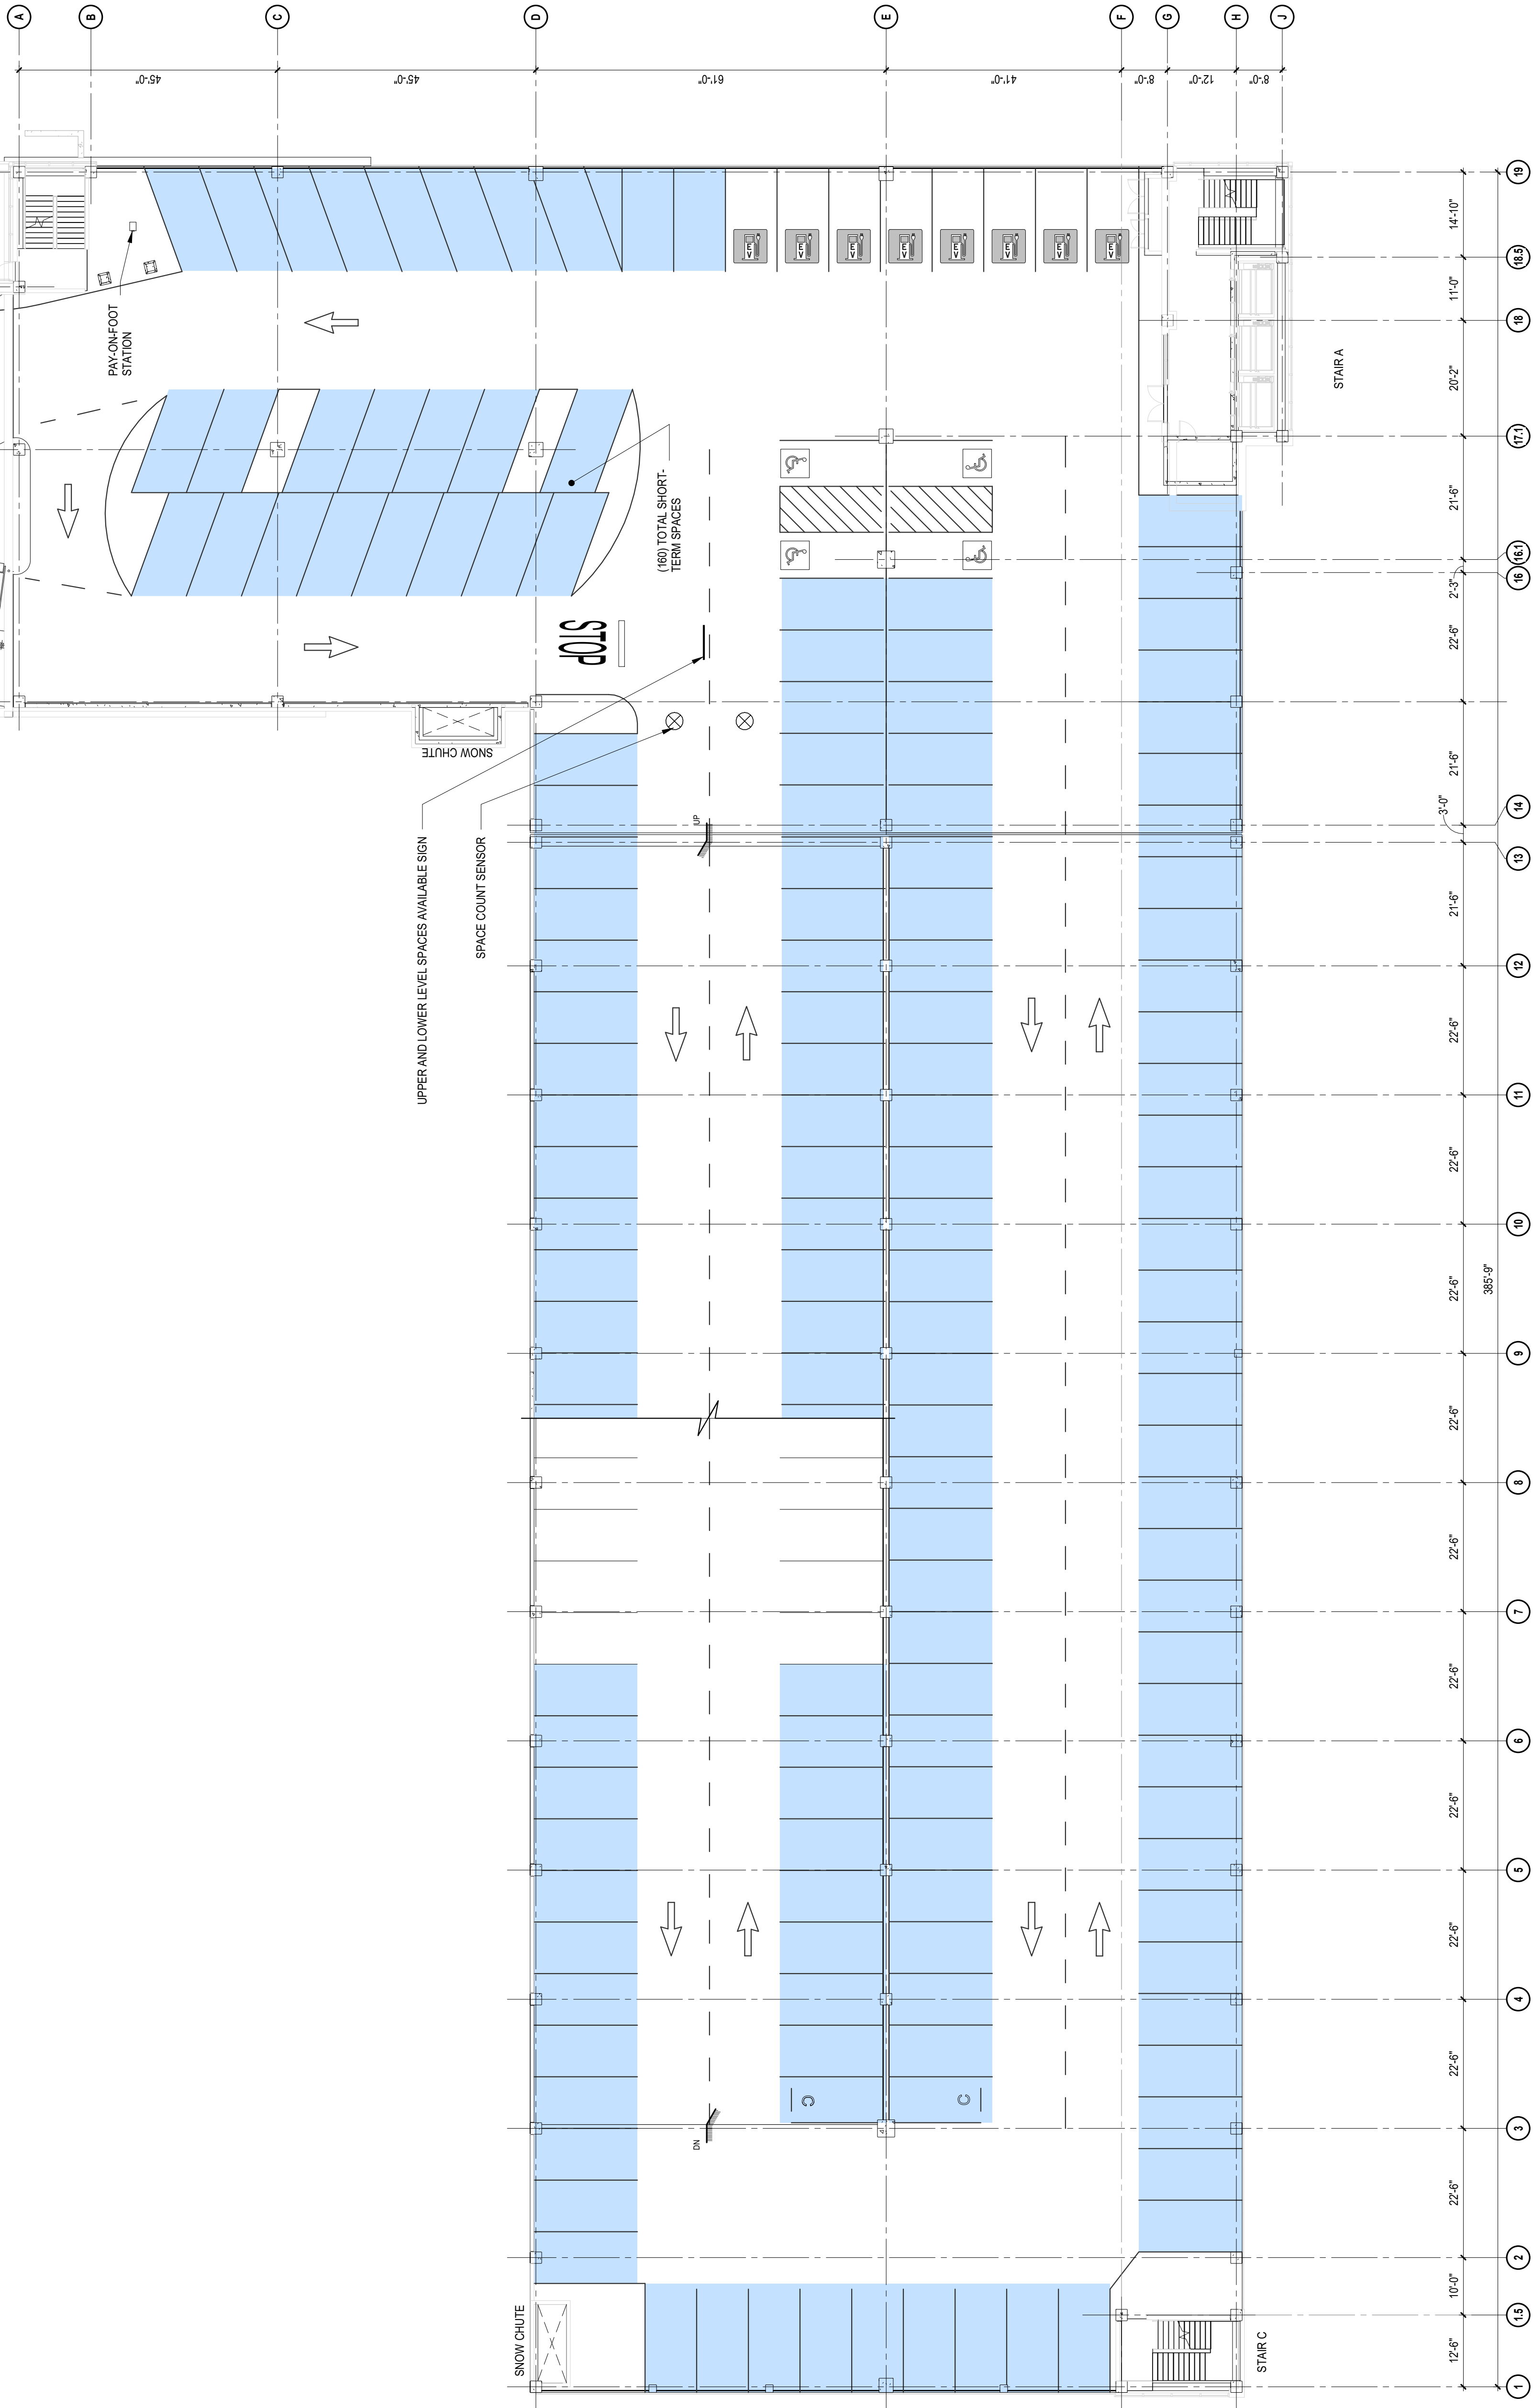 A
B
C
D
E
F
G
H
J
45'-0"
45'-0"
61'-0"
41'-0"
8'-0"
12'-0"
8'-0"
PAY-ON-FOOT
STATION
(160) TOTAL SHORT-
TERM SPACES
STOP
SNOW CHUTE
UPPER AND LOWER LEVEL SPACES AVAILABLE SIGN
SPACE COUNT SENSOR
UP
EV
EV
EV
EV
EV
EV
EV
EV
STAIR A
DN
C
C
SNOW CHUTE
STAIR C
19
14'-10"
18.5
11'-0"
18
20'-2"
17.1
21'-6"
16.1
2'-3"
16
22'-6"
21'-6"
14
3'-0"
13
21'-6"
12
22'-6"
11
22'-6"
10
22'-6"
385'-9"
9
22'-6"
8
22'-6"
7
22'-6"
6
22'-6"
5
22'-6"
4
22'-6"
3
22'-6"
2
10'-0"
1.5
12'-6"
1